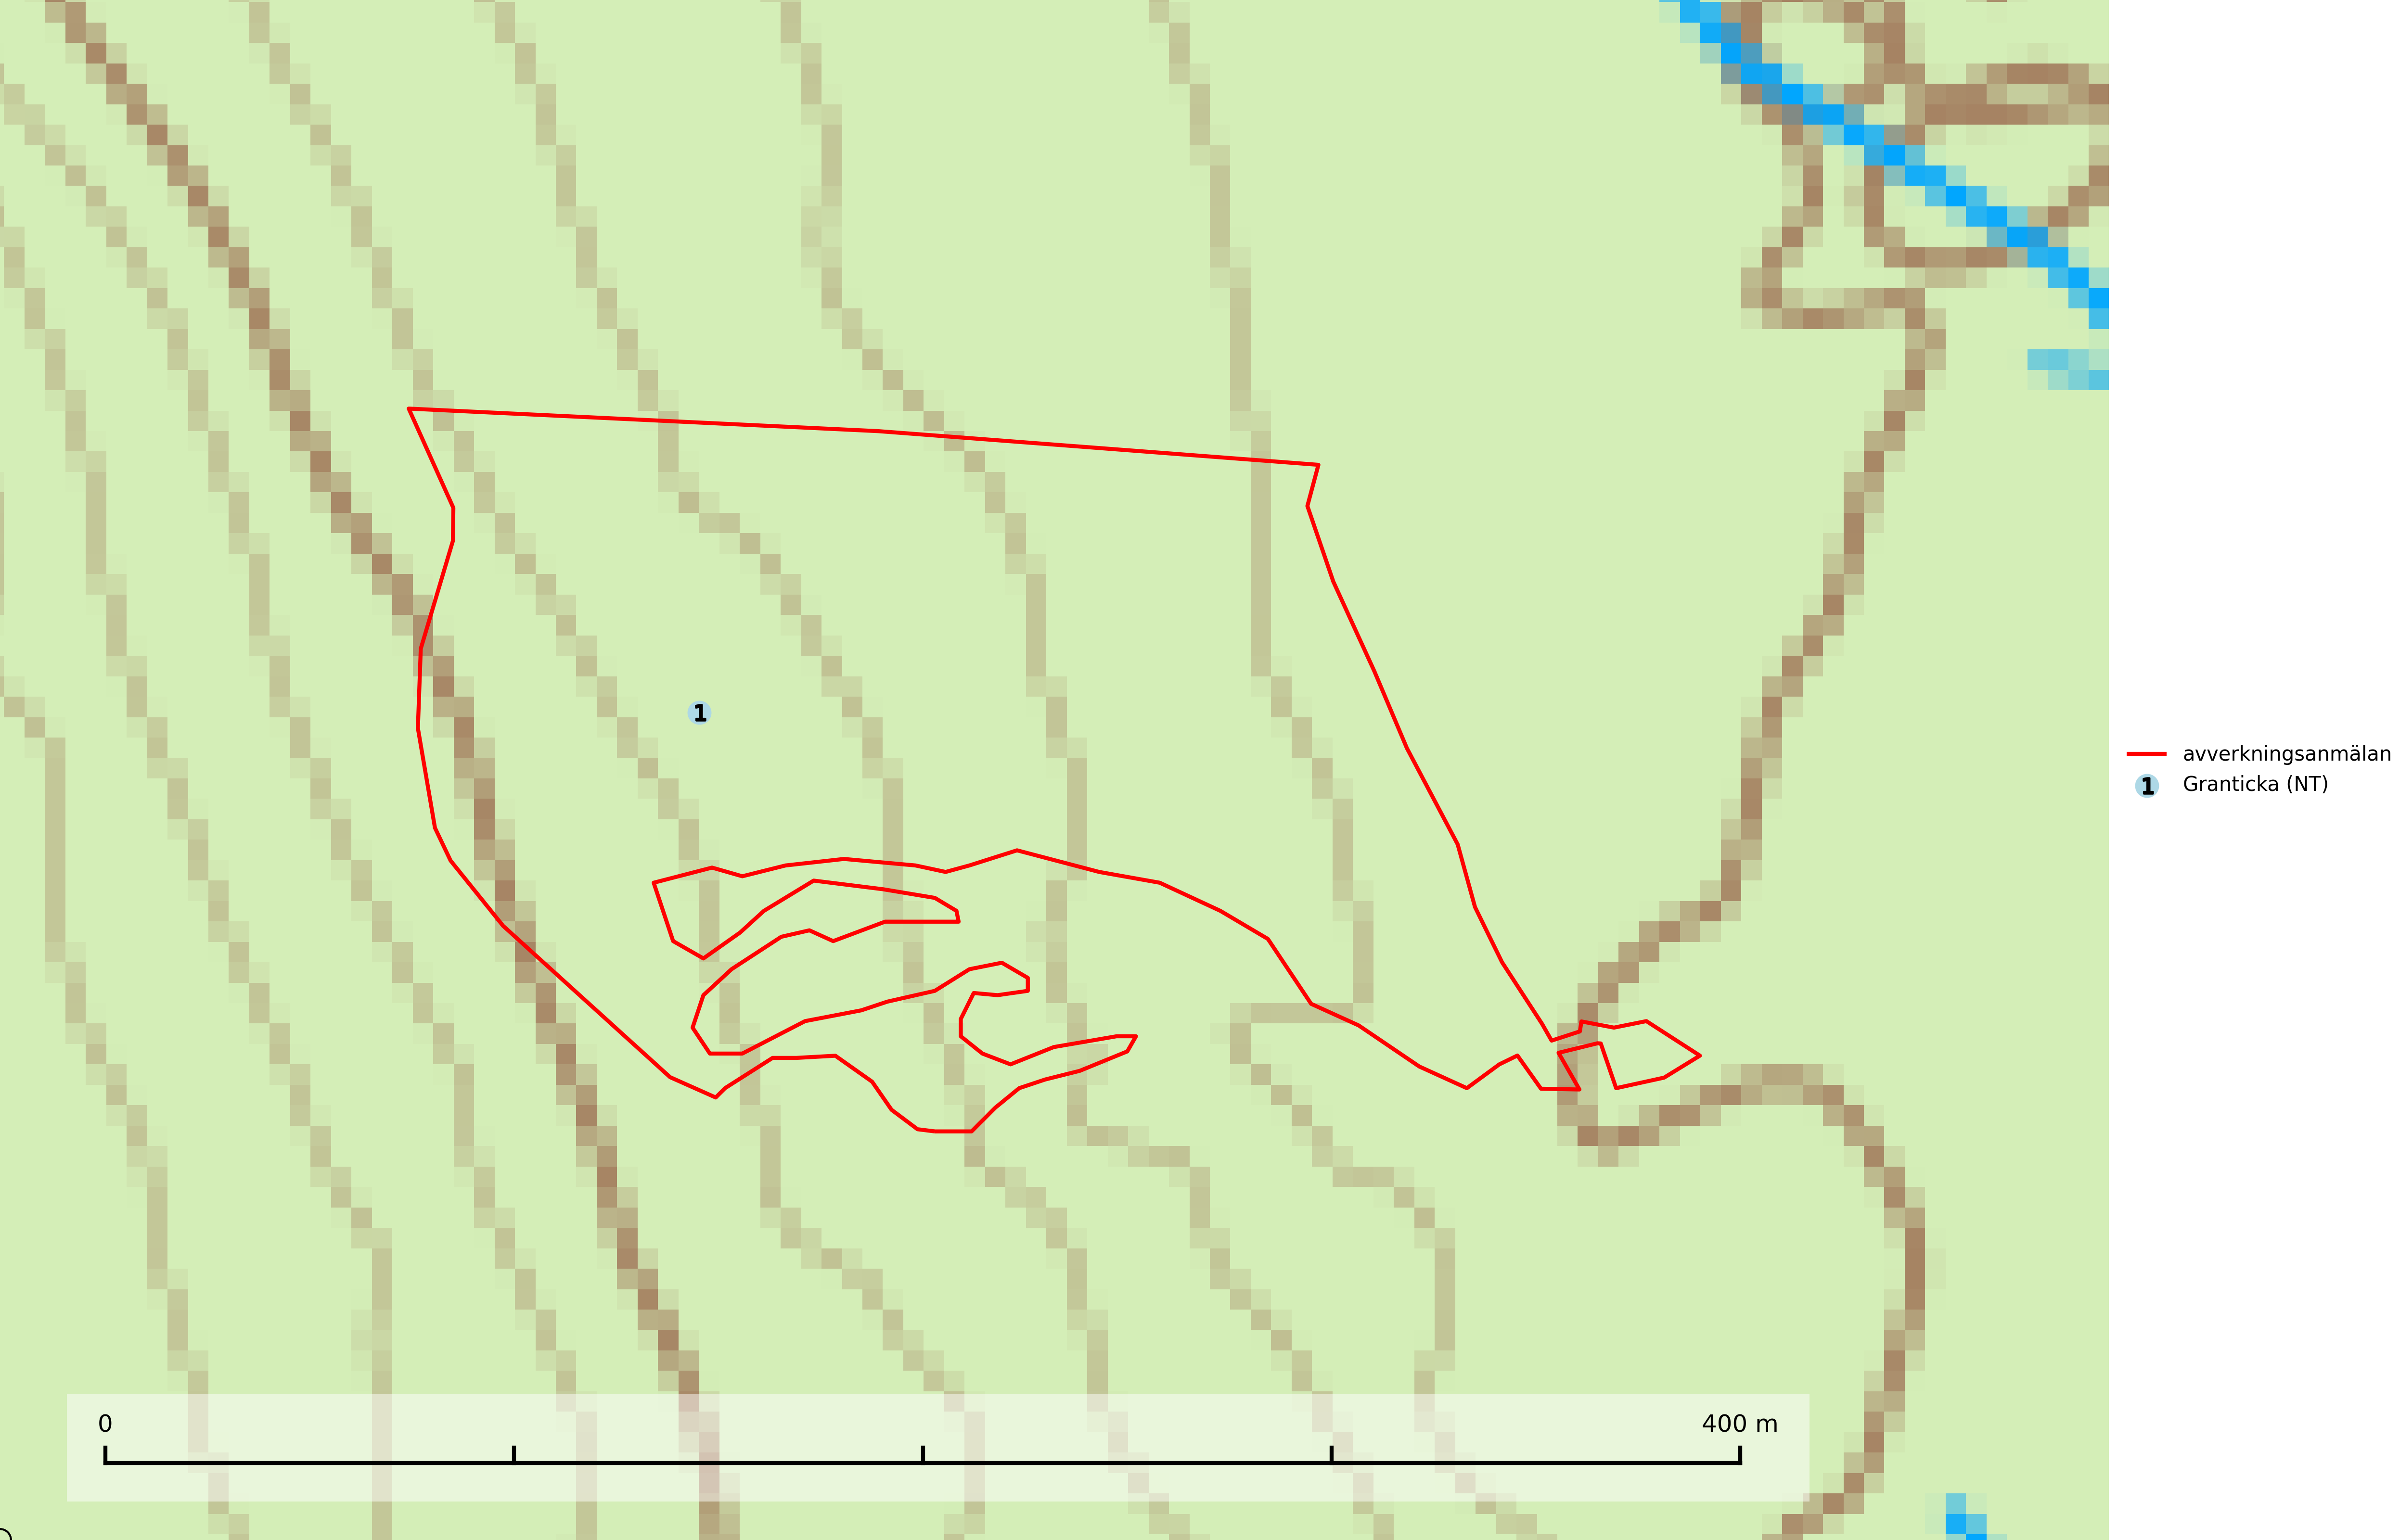 1
avverkningsanmälan
1 Granticka (NT)
0 400 m